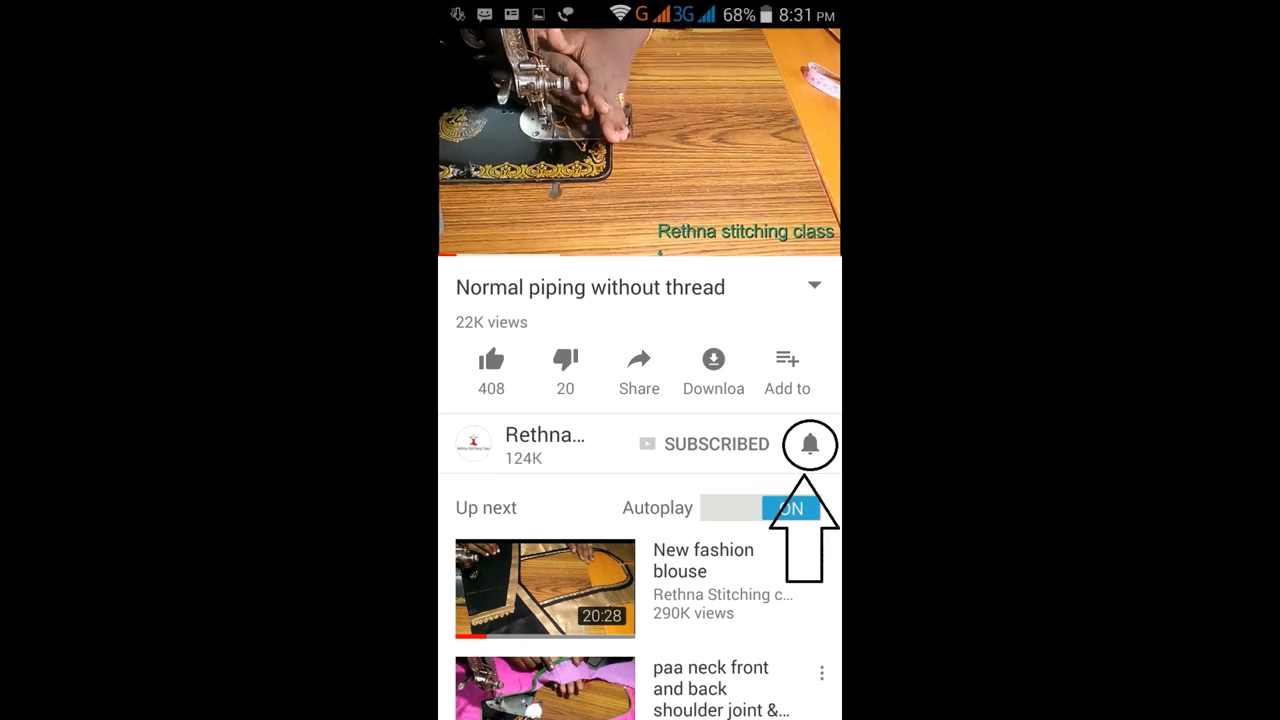 G 3G 68% 8:31 PM
Rethna stitching class
Normal piping without thread
22K views
408 20 Share Downloa Add to
Rethna... SUBSCRIBED
124K
Up next Autoplay ON
New fashion
blouse
Rethna Stitching c...
290K views
20:28
paa neck front
and back
shoulder joint &...